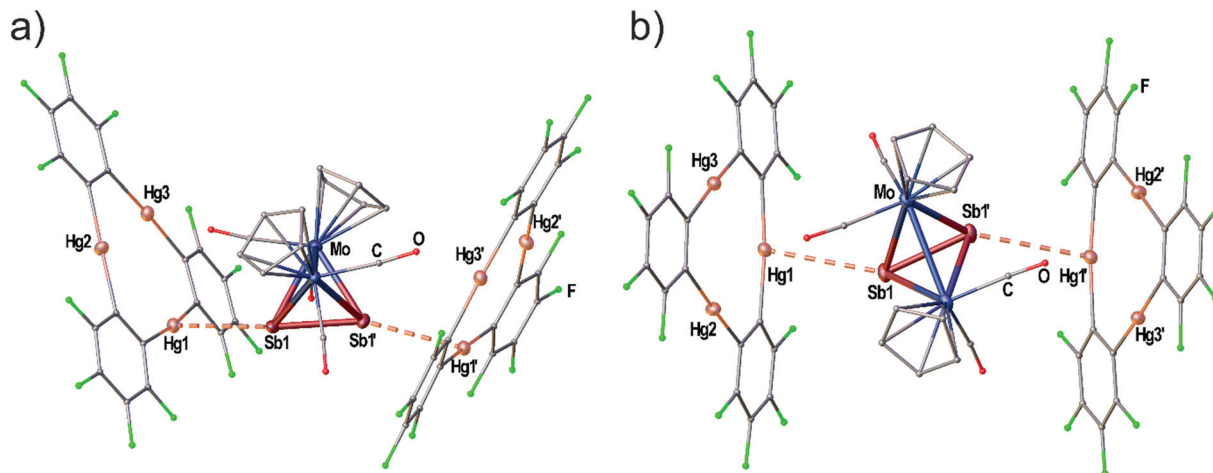 a)
Hg3
Hg2
Hg1
Mo
C
O
Sb1
Sb1'
Hg3'
Hg2'
F
Hg1'
b)
F
Hg3
Mo
Sb1'
Hg2'
Hg1
Sb1
O
C
Hg1'
Hg2
Hg3'